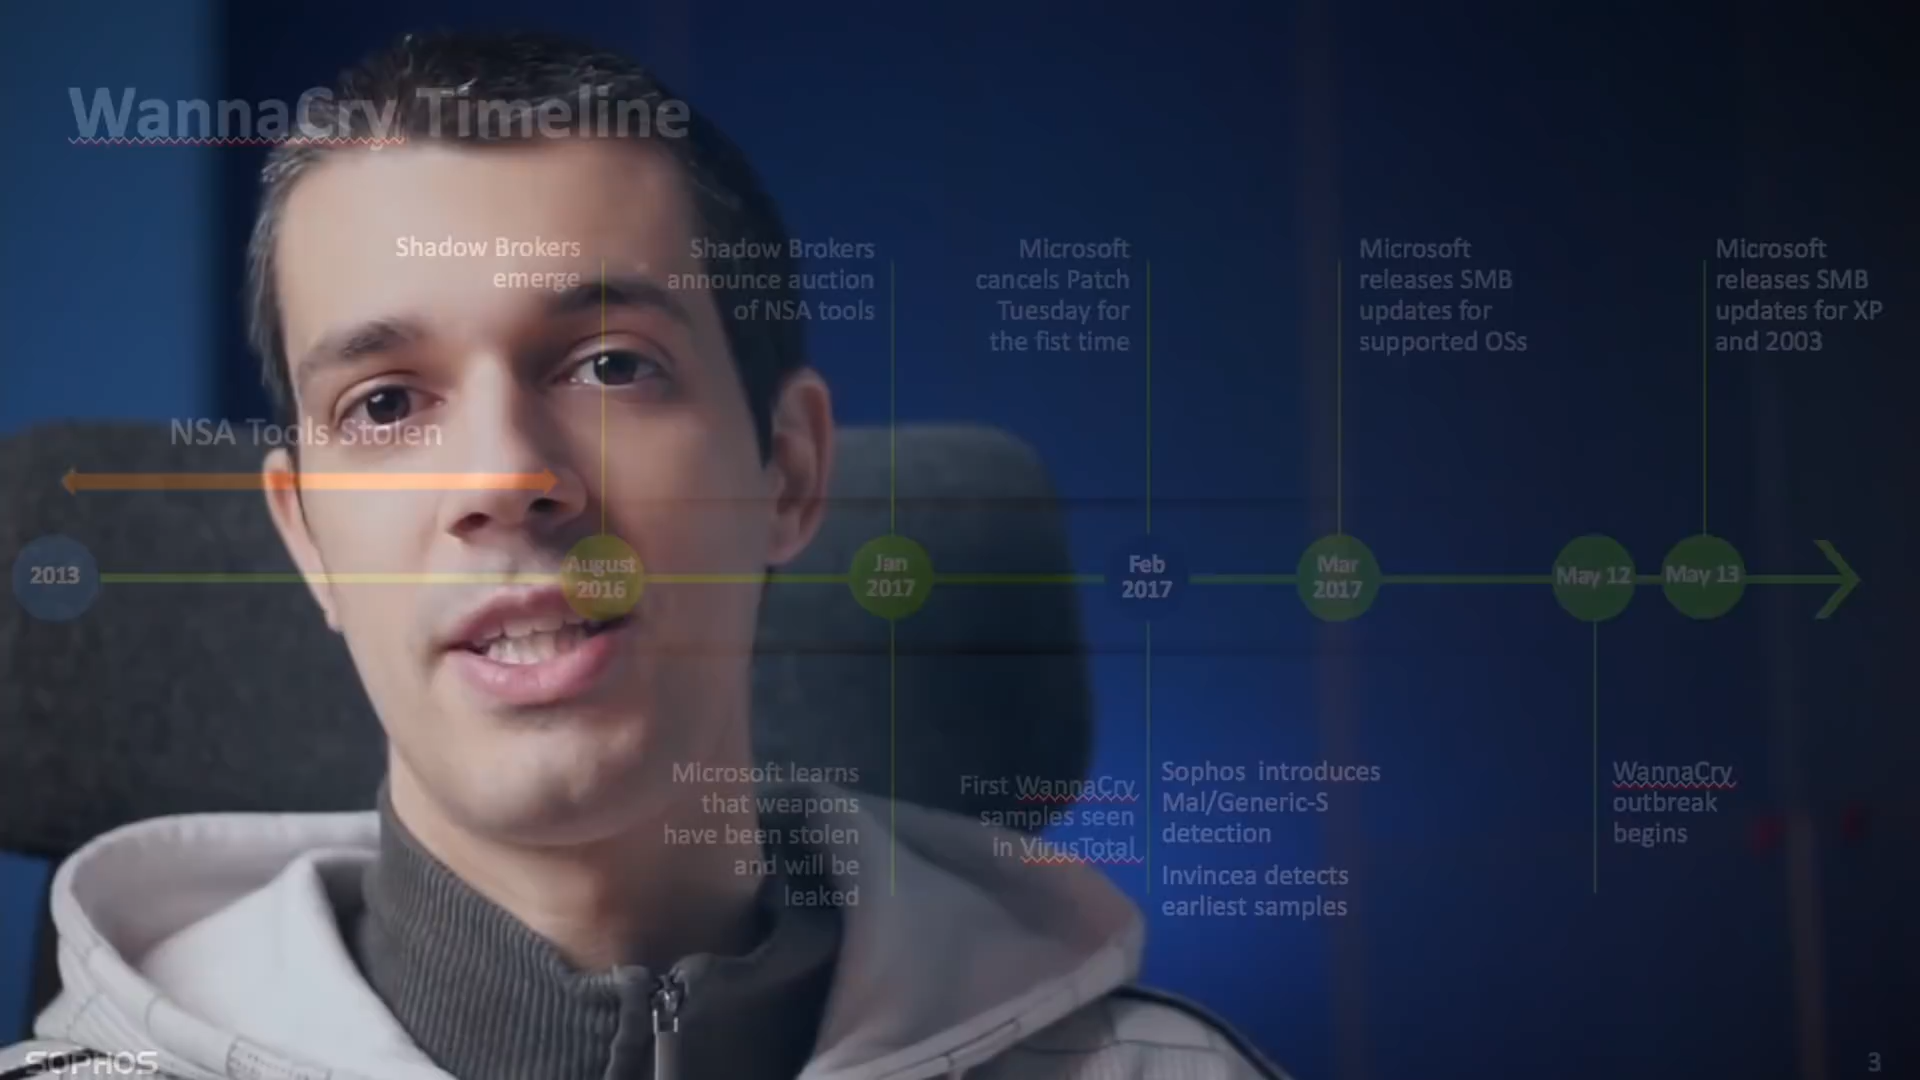 WannaCry Timeline
Shadow Brokers
emerge
Shadow Brokers
announce auction
of NSA tools
Microsoft
cancels Patch
Tuesday for
the fist time
Microsoft
releases SMB
updates for
supported OSs
Microsoft
releases SMB
updates for XP
and 2003
NSA Tools Stolen
2013
August
2016
Jan
2017
Feb
2017
Mar
2017
May 12
May 13
Microsoft learns
that weapons
have been stolen
and will be
leaked
First WannaCry
samples seen
in VirusTotal
Sophos introduces
Mal/Generic-S
detection
Invincea detects
earliest samples
WannaCry
outbreak
begins
SOPHOS
3